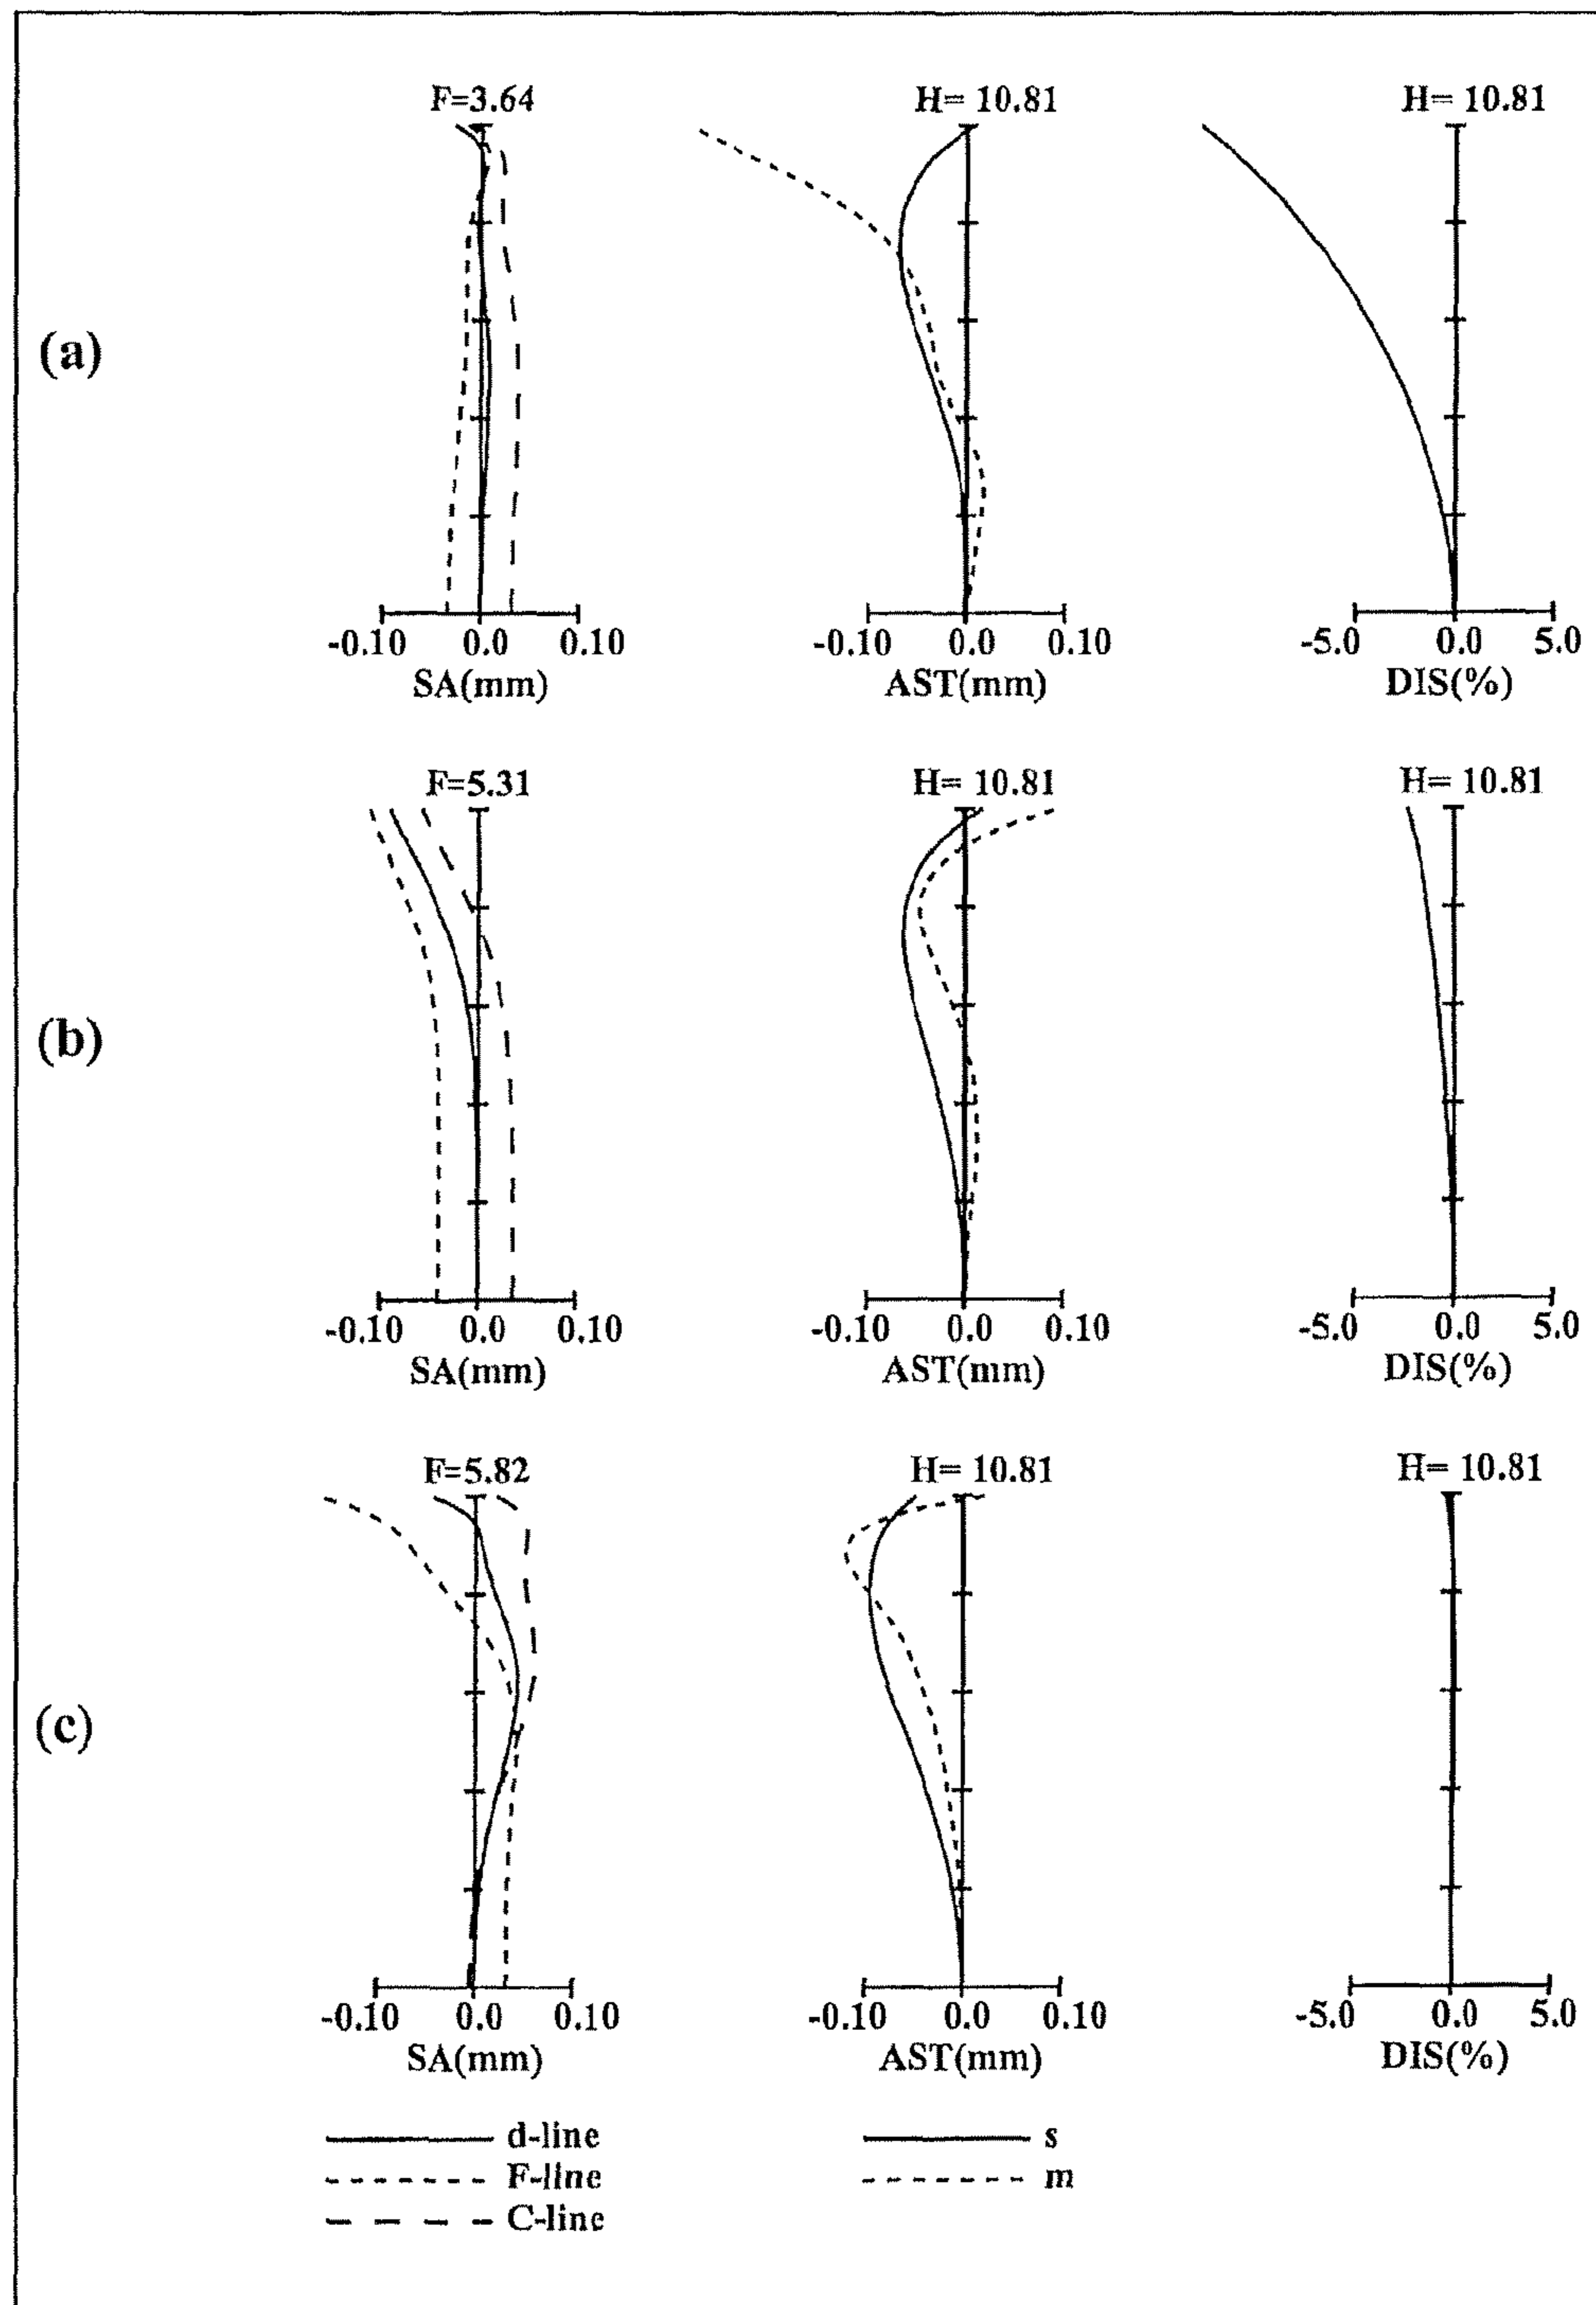 (a)
F=3.64
-0.10 0.0 0.10
SA(mm)
H= 10.81
-0.10 0.0 0.10
AST(mm)
H= 10.81
-5.0 0.0 5.0
DIS(%)
(b)
F=5.31
-0.10 0.0 0.10
SA(mm)
H= 10.81
-0.10 0.0 0.10
AST(mm)
H= 10.81
-5.0 0.0 5.0
DIS(%)
(c)
F=5.82
-0.10 0.0 0.10
SA(mm)
H= 10.81
-0.10 0.0 0.10
AST(mm)
H= 10.81
-5.0 0.0 5.0
DIS(%)
d-line
F-line
C-line
s
m